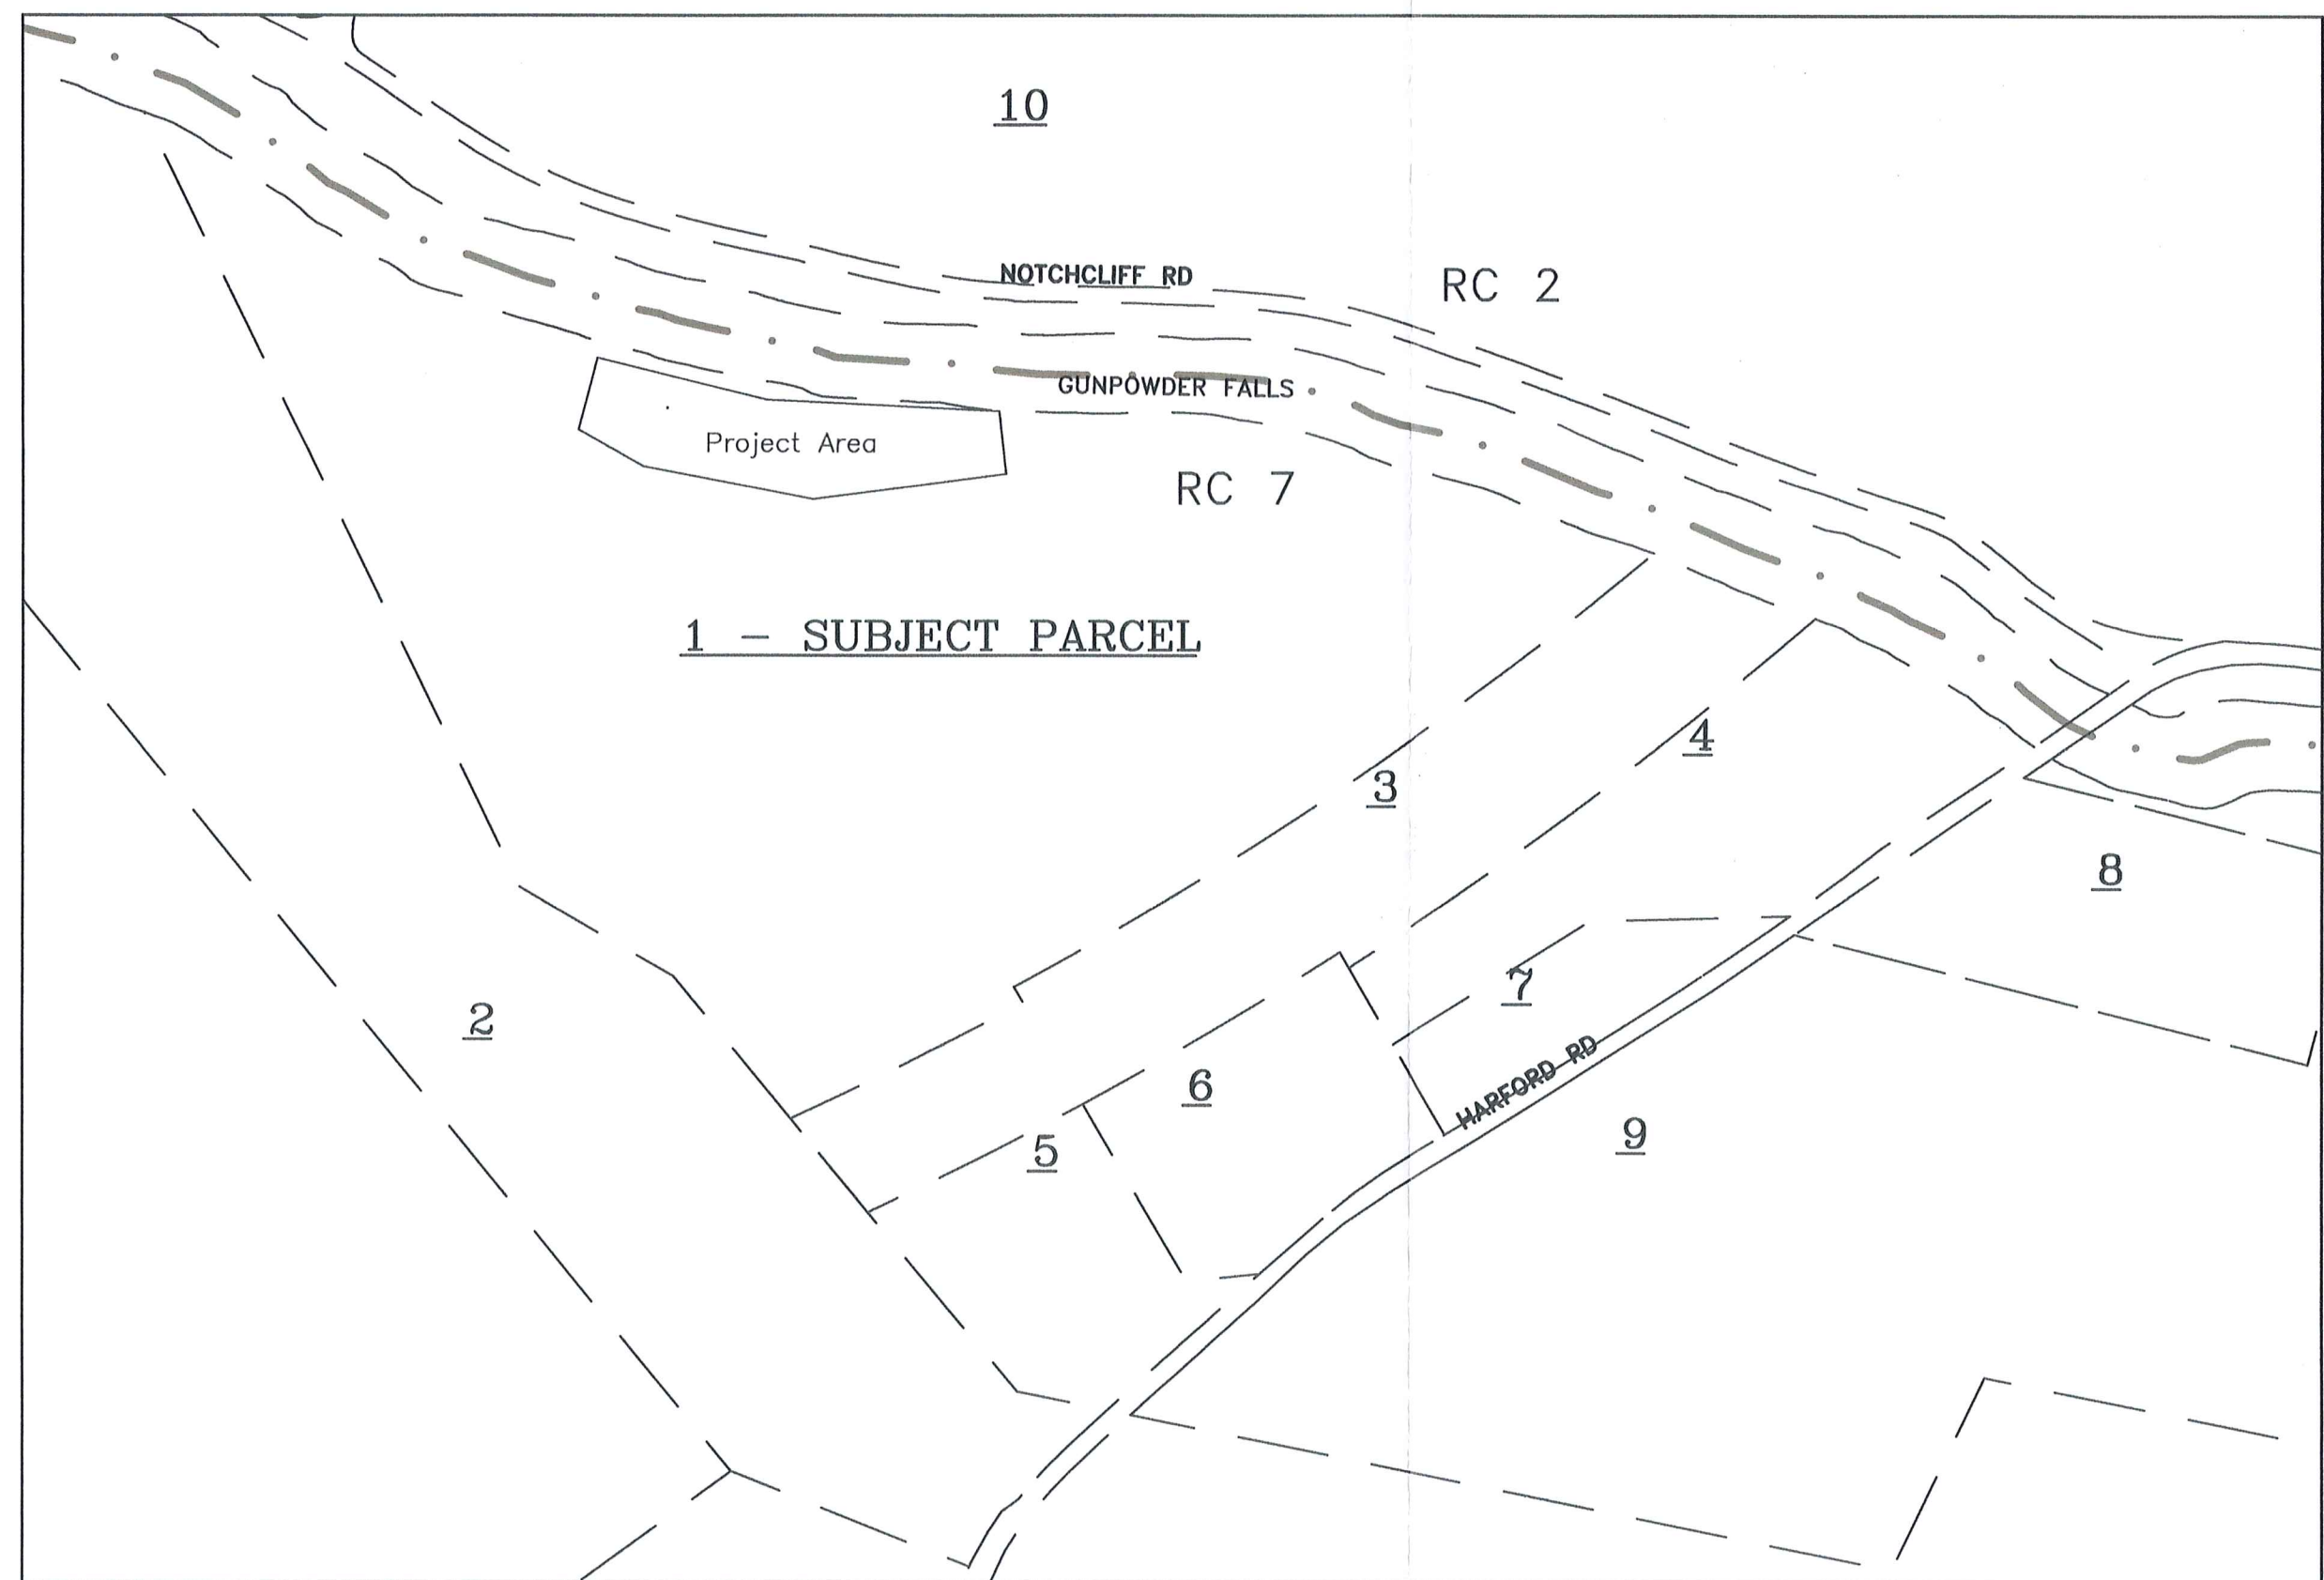 10
NOTCHCLIFF RD
RC 2
GUNPOWDER FALLS
Project Area
RC 7
1 – SUBJECT PARCEL
4
3
8
7
2
HARFORD RD
6
9
5